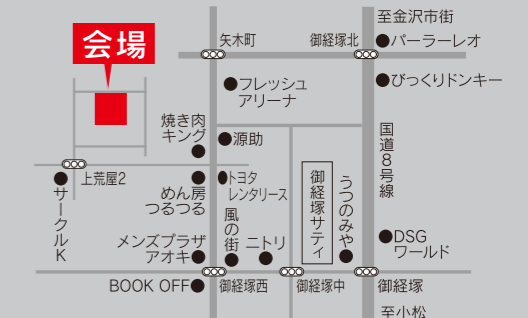 至金沢市街
矢木町
御経塚北
パーラーレオ
会場
びっくりドンキー
フレッシュ
アリーナ
焼き肉
キング
源助
国道8号線
上荒屋2
トヨタ
レンタリース
めん房
つるつる
サークルK
風の街
御経塚サティ
うつのみや
メンズプラザ
アオキ
ニトリ
DSG
ワールド
BOOK OFF
御経塚西
御経塚中
御経塚
至小松